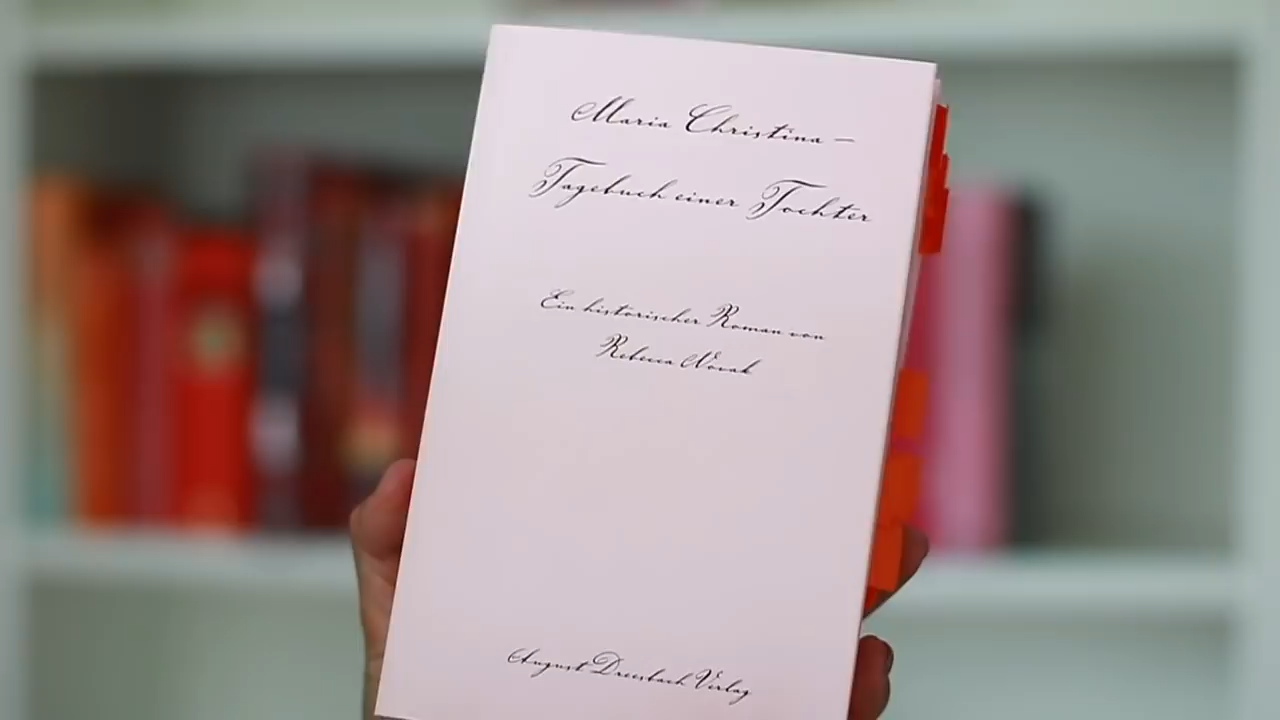 Maria Christina –
Tagebuch einer Tochter
Ein historischer Roman von
Rebecca Novak
August Dreesbach Verlag